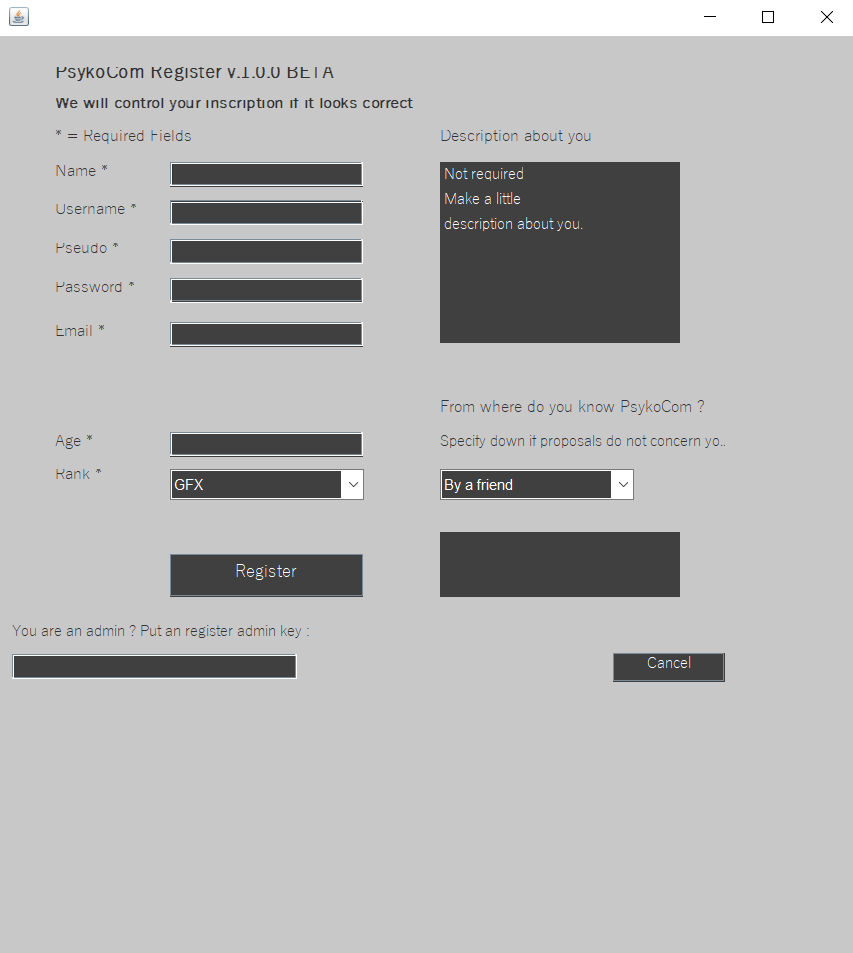 PsykoCom Register v.1.0.0 BETA
We will control your inscription if it looks correct
* = Required Fields
Name *
Username *
Pseudo *
Password *
Email *
Age *
Rank *
GFX
Register
Description about you
Not required
Make a little
description about you.
From where do you know PsykoCom ?
Specify down if proposals do not concern yo..
By a friend
You are an admin ? Put an register admin key :
Cancel